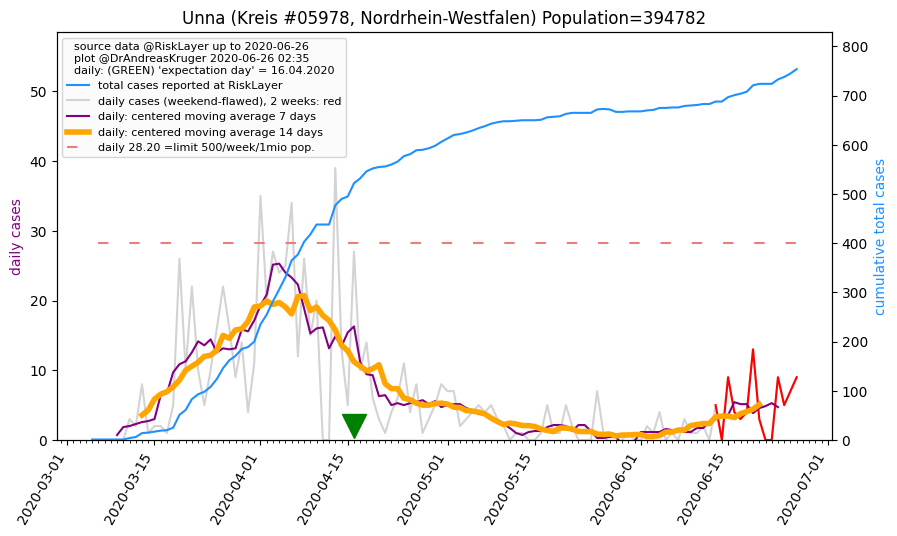 Unna (Kreis #05978, Nordrhein-Westfalen) Population=394782
source data @RiskLayer up to 2020-06-26
plot @DrAndreasKruger 2020-06-26 02:35
daily: (GREEN) 'expectation day' = 16.04.2020
total cases reported at RiskLayer
daily cases (weekend-flawed), 2 weeks: red
daily: centered moving average 7 days
daily: centered moving average 14 days
daily 28.20 =limit 500/week/1mio pop.
daily cases
50
40
30
20
10
0
cumulative total cases
800
700
600
500
400
300
200
100
0
2020-03-01
2020-03-15
2020-04-01
2020-04-15
2020-05-01
2020-05-15
2020-06-01
2020-06-15
2020-07-01